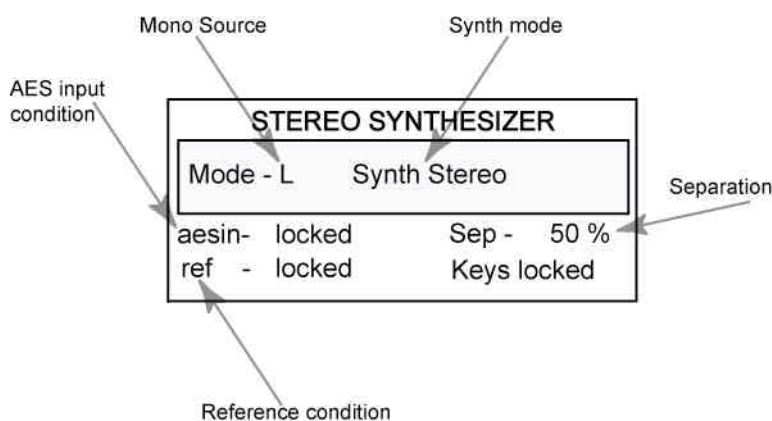 Mono Source
Synth mode
AES input
condition
STEREO SYNTHESIZER
Mode - L Synth Stereo
Separation
aesin- locked Sep - 50 %
ref - locked Keys locked
Reference condition